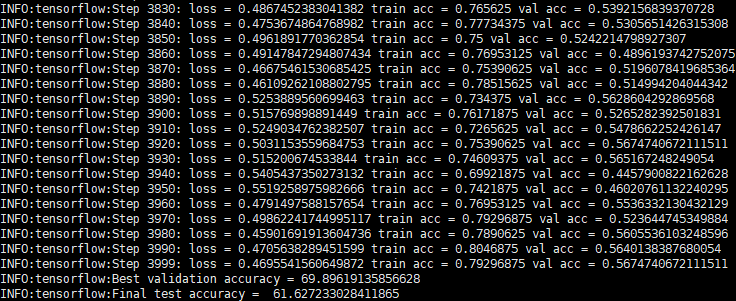 INFO:tensorflow:Step 3830: loss = 0.4867452383041382 train acc = 0.765625 val acc = 0.5392156839370728
INFO:tensorflow:Step 3840: loss = 0.4753674864768982 train acc = 0.77734375 val acc = 0.5305651426315308
INFO:tensorflow:Step 3850: loss = 0.4961891770362854 train acc = 0.75 val acc = 0.5242214798927307
INFO:tensorflow:Step 3860: loss = 0.49147847294807434 train acc = 0.76953125 val acc = 0.4896193742752075
INFO:tensorflow:Step 3870: loss = 0.46675461530685425 train acc = 0.75390625 val acc = 0.5196078419685364
INFO:tensorflow:Step 3880: loss = 0.46109262108802795 train acc = 0.78515625 val acc = 0.514994204044342
INFO:tensorflow:Step 3890: loss = 0.5253889560699463 train acc = 0.734375 val acc = 0.5628604292869568
INFO:tensorflow:Step 3900: loss = 0.515769898891449 train acc = 0.76171875 val acc = 0.5265282392501831
INFO:tensorflow:Step 3910: loss = 0.5249034762382507 train acc = 0.7265625 val acc = 0.5478662252426147
INFO:tensorflow:Step 3920: loss = 0.5031153559684753 train acc = 0.75390625 val acc = 0.5674740672111511
INFO:tensorflow:Step 3930: loss = 0.515200674533844 train acc = 0.74609375 val acc = 0.565167248249054
INFO:tensorflow:Step 3940: loss = 0.5405437350273132 train acc = 0.69921875 val acc = 0.4457900822162628
INFO:tensorflow:Step 3950: loss = 0.5519258975982666 train acc = 0.7421875 val acc = 0.46020761132240295
INFO:tensorflow:Step 3960: loss = 0.4791497588157654 train acc = 0.76953125 val acc = 0.5536332130432129
INFO:tensorflow:Step 3970: loss = 0.49862241744995117 train acc = 0.79296875 val acc = 0.523644745349884
INFO:tensorflow:Step 3980: loss = 0.45901691913604736 train acc = 0.7890625 val acc = 0.5605536103248596
INFO:tensorflow:Step 3990: loss = 0.4705638289451599 train acc = 0.8046875 val acc = 0.5640138387680054
INFO:tensorflow:Step 3999: loss = 0.4695541560649872 train acc = 0.79296875 val acc = 0.5674740672111511
INFO:tensorflow:Best validation accuracy = 69.89619135856628
INFO:tensorflow:Final test accuracy =  61.627233028411865